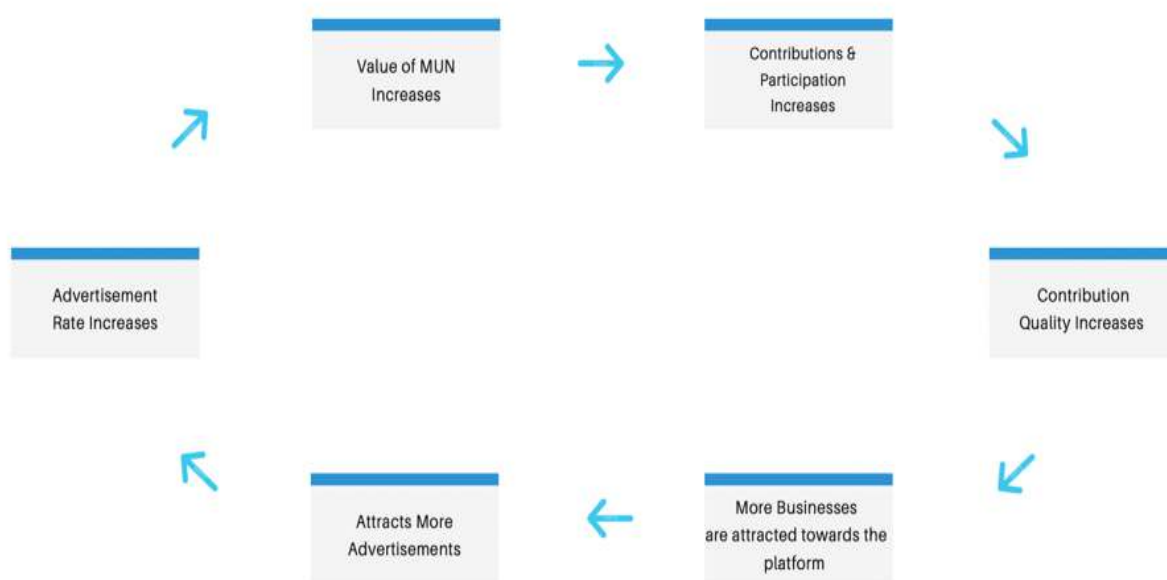 Value of MUN
Increases
Contributions &
Participation
Increases
Contribution
Quality Increases
More Businesses
are attracted towards the
platform
Attracts More
Advertisements
Advertisement
Rate Increases